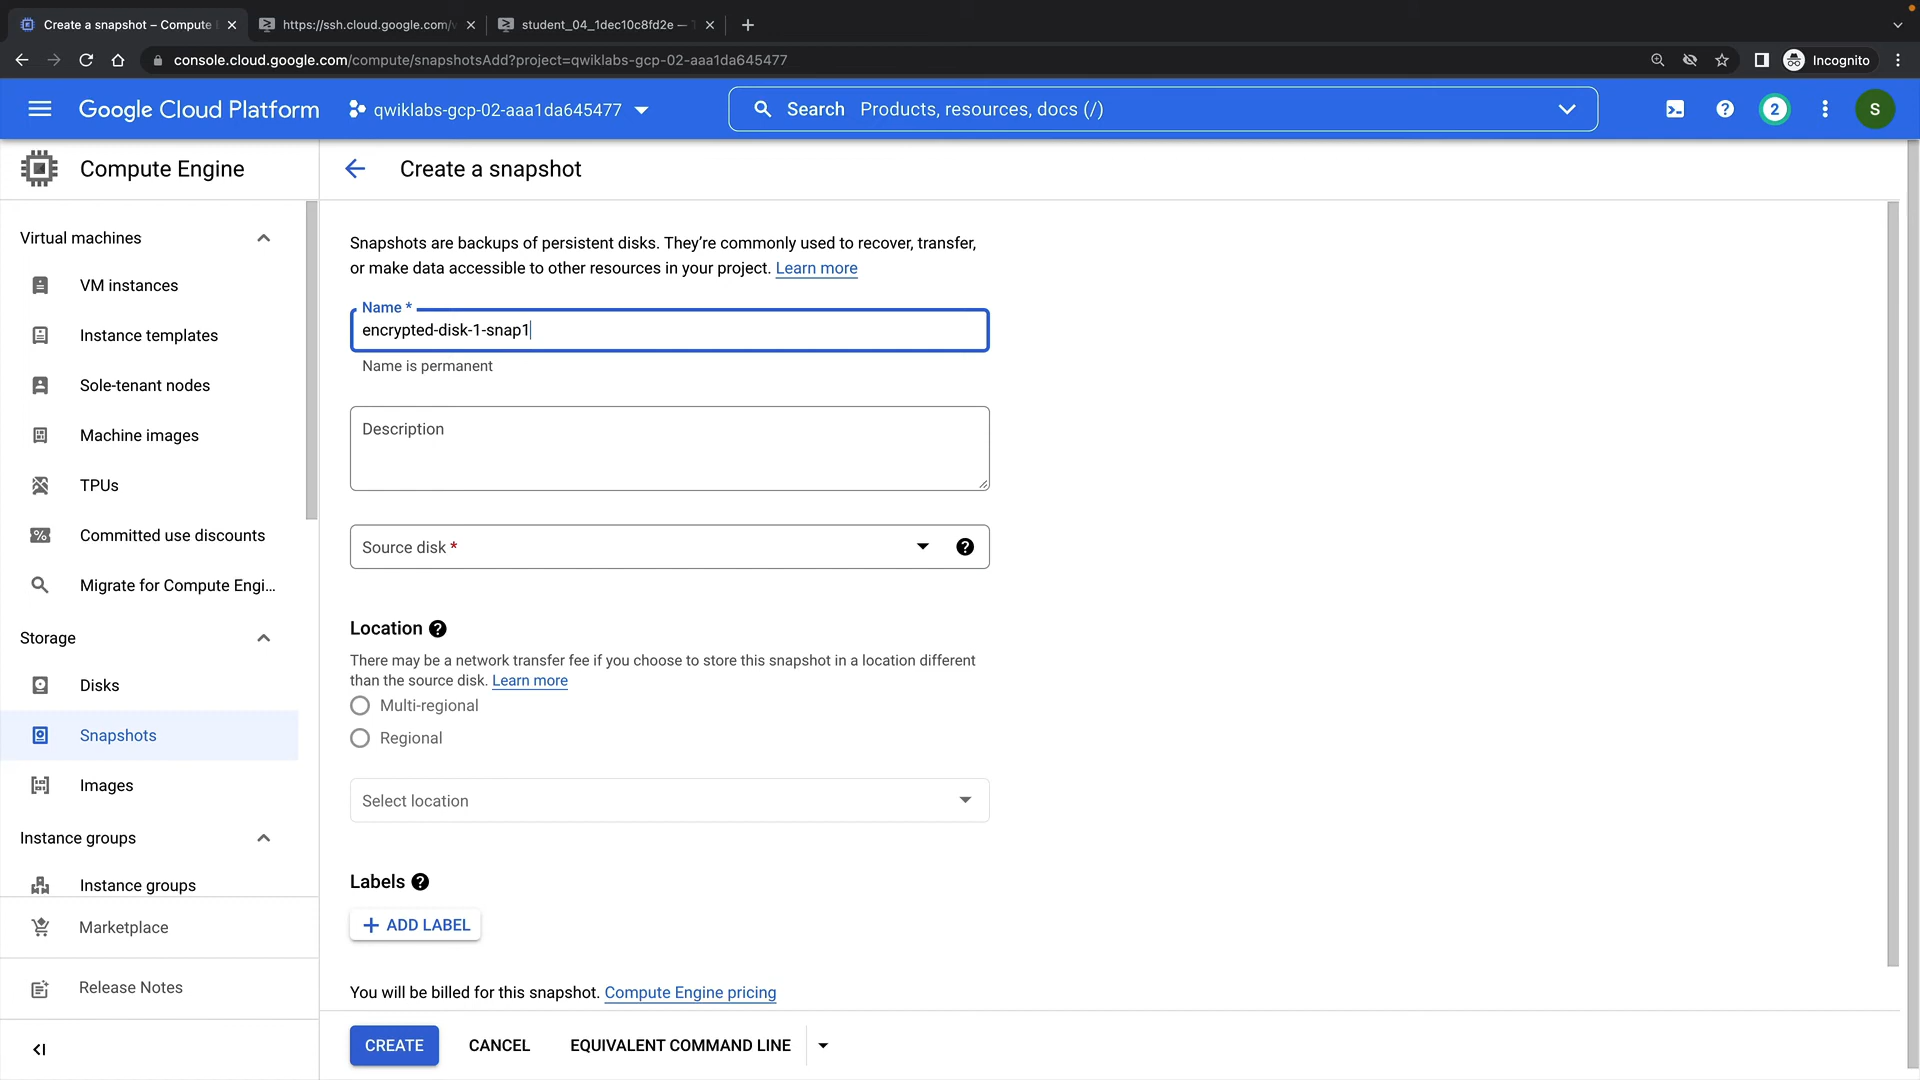 Create a snapshot – Compute
https://ssh.cloud.google.com/
student_04_1dec10c8fd2e —
console.cloud.google.com/compute/snapshotsAdd?project=qwiklabs-gcp-02-aaa1da645477
Incognito
Google Cloud Platform
qwiklabs-gcp-02-aaa1da645477
Search Products, resources, docs (/)
2
S
Compute Engine
Create a snapshot
Virtual machines
VM instances
Instance templates
Sole-tenant nodes
Machine images
TPUs
Committed use discounts
Migrate for Compute Engi...
Storage
Disks
Snapshots
Images
Instance groups
Instance groups
Marketplace
Release Notes
Snapshots are backups of persistent disks. They’re commonly used to recover, transfer,
or make data accessible to other resources in your project. Learn more
Name *
encrypted-disk-1-snap1
Name is permanent
Description
Source disk *
Location
There may be a network transfer fee if you choose to store this snapshot in a location different
than the source disk. Learn more
Multi-regional
Regional
Select location
Labels
ADD LABEL
You will be billed for this snapshot. Compute Engine pricing
CREATE
CANCEL
EQUIVALENT COMMAND LINE